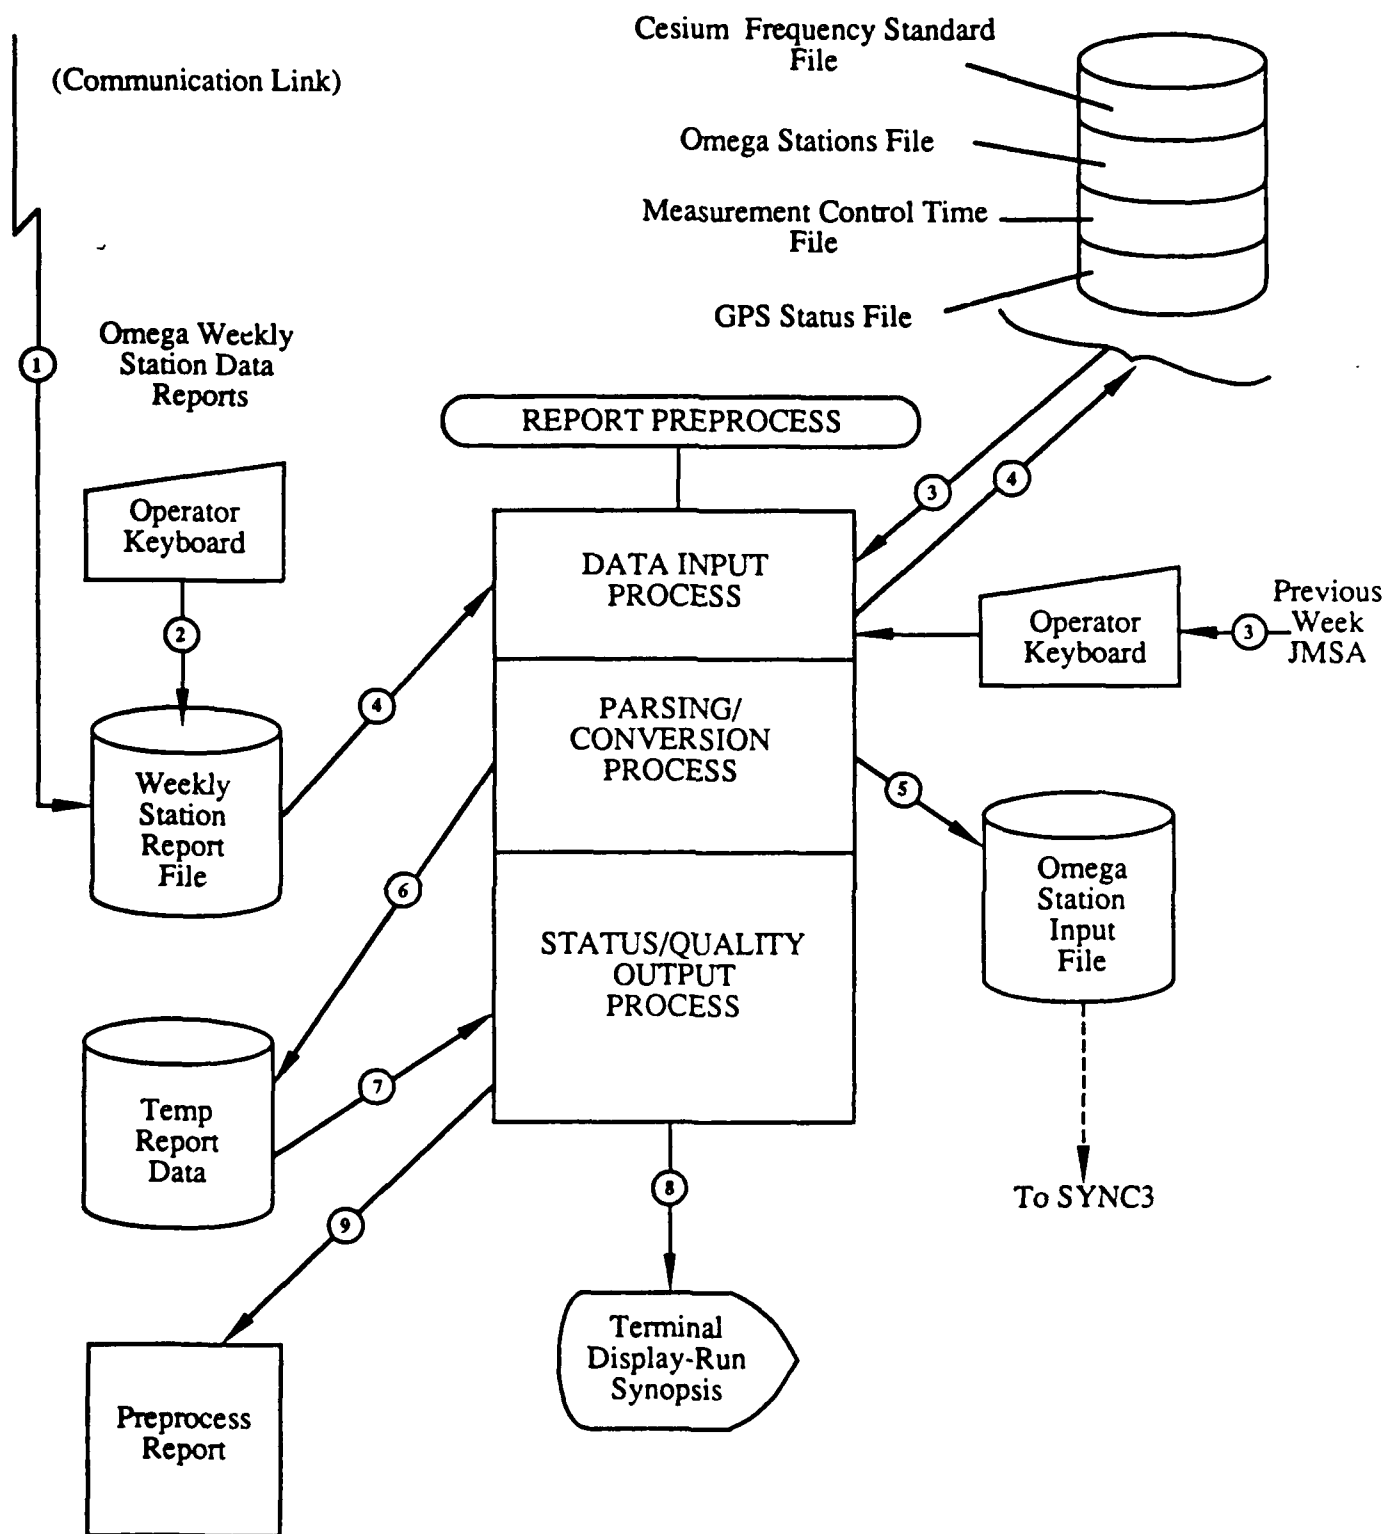 Cesium Frequency Standard
File
(Communication Link)
Omega Stations File
Measurement Control Time
File
GPS Status File
Omega Weekly
Station Data
Reports
1
REPORT PREPROCESS
3
4
Operator
Keyboard
DATA INPUT
PROCESS
2
Operator
Keyboard
3
Previous
Week
JMSA
4
PARSING/
CONVERSION
PROCESS
Weekly
Station
Report
File
5
Omega
Station
Input
File
6
STATUS/QUALITY
OUTPUT
PROCESS
7
Temp
Report
Data
8
To SYNC3
9
Terminal
Display-Run
Synopsis
Preprocess
Report